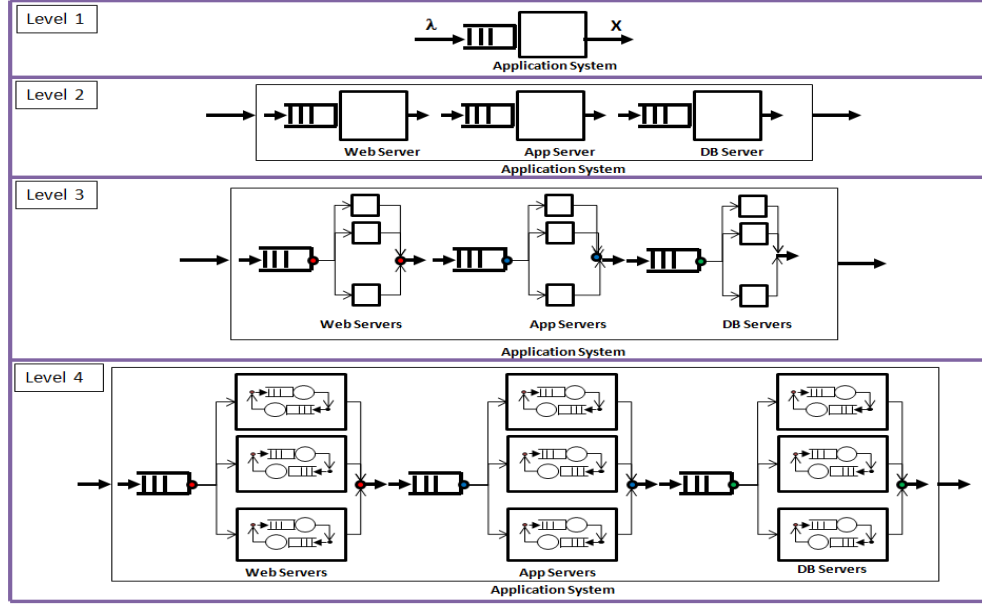 Level 1
λ
X
Application System
Level 2
Web Server
App Server
DB Server
Application System
Level 3
Web Servers
App Servers
DB Servers
Application System
Level 4
Web Servers
App Servers
DB Servers
Application System